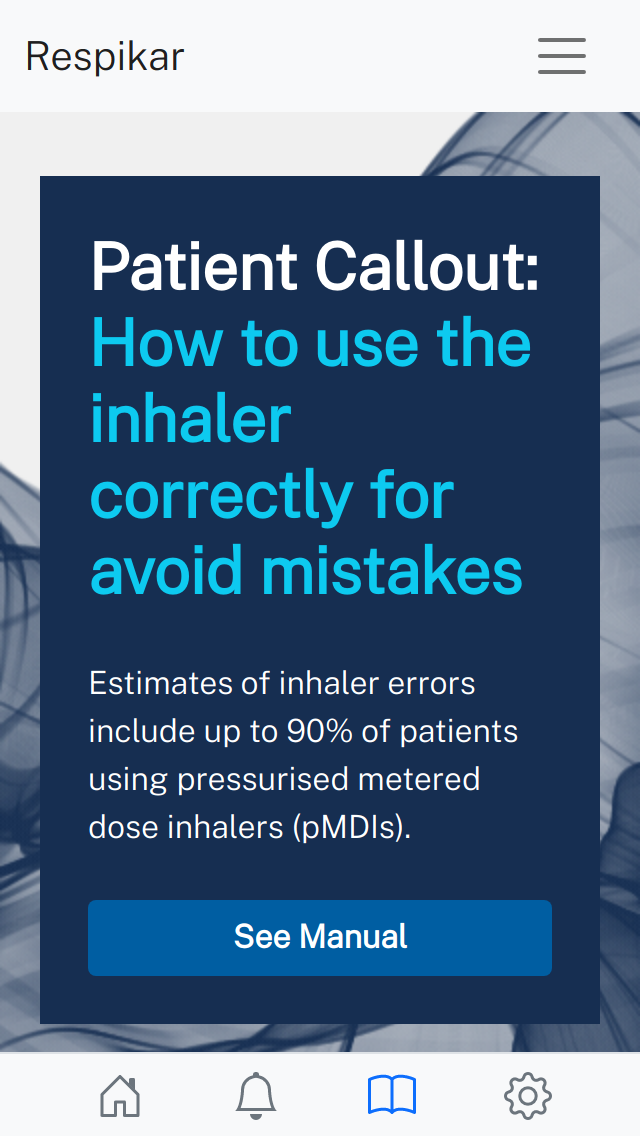 Respikar
Patient Callout:
How to use the
inhaler
correctly for
avoid mistakes
Estimates of inhaler errors
include up to 90% of patients
using pressurised metered
dose inhalers (pMDIs).
See Manual